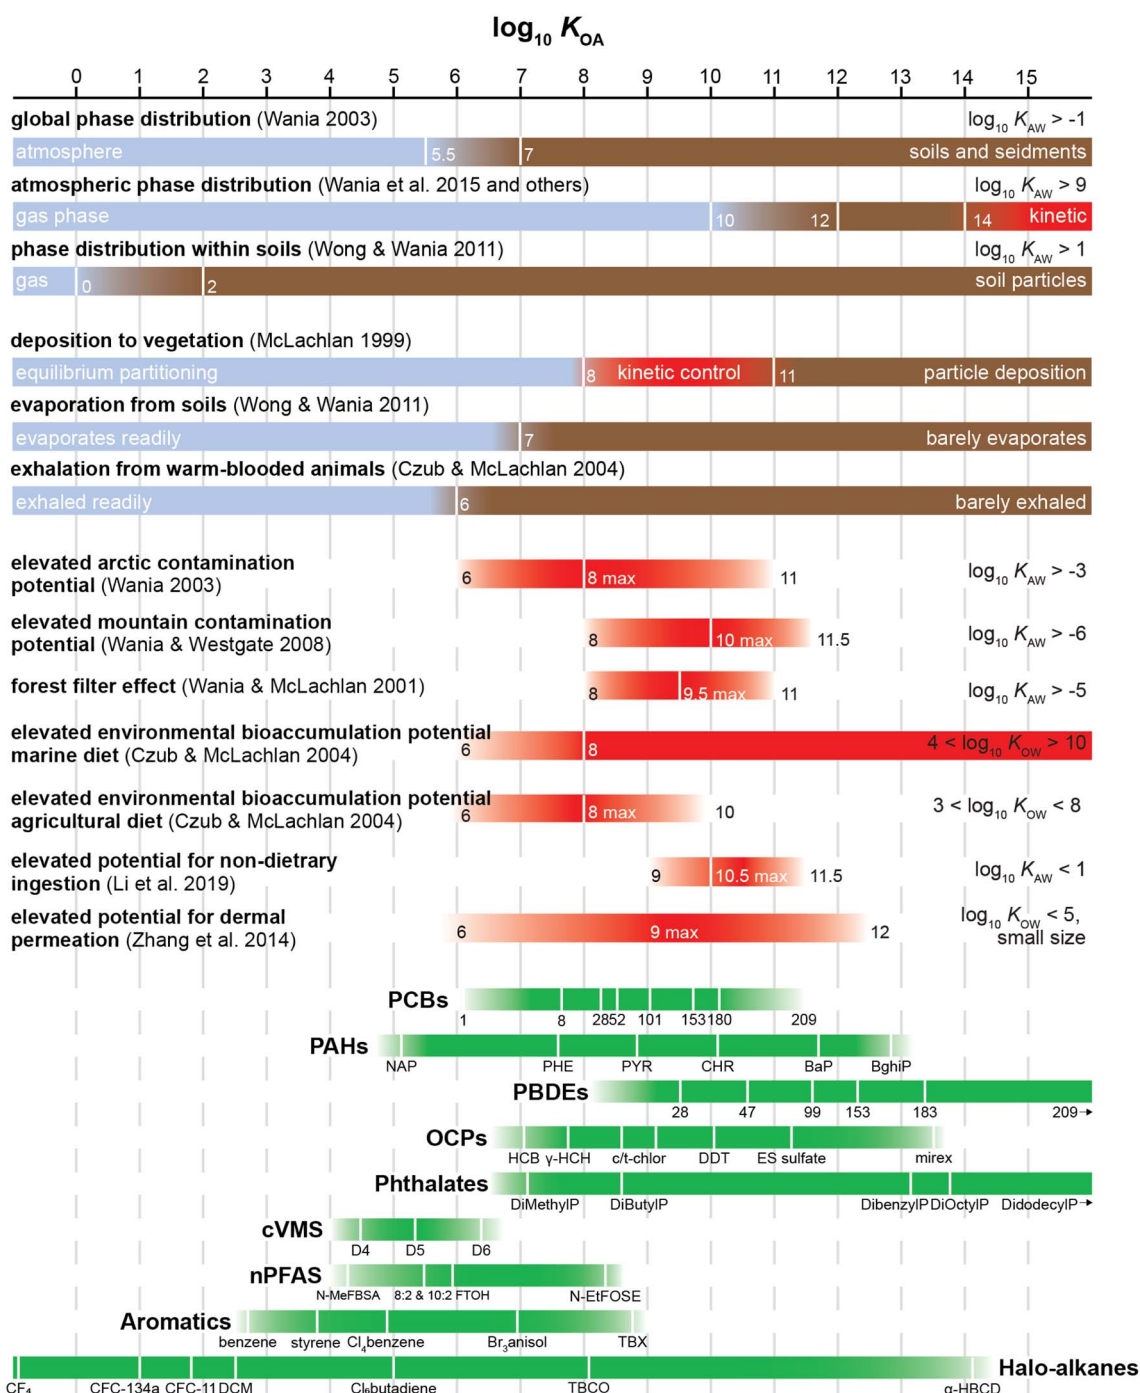 log10 KOA
0 1 2 3 4 5 6 7 8 9 10 11 12 13 14 15
global phase distribution (Wania 2003) log10 KAW > -1
atmosphere 5.5 7 soils and seidments
atmospheric phase distribution (Wania et al. 2015 and others) log10 KAW > 9
gas phase 10 12 14 kinetic
phase distribution within soils (Wong & Wania 2011) log10 KAW > 1
gas 0 2 soil particles
deposition to vegetation (McLachlan 1999)
equilibrium partitioning 8 kinetic control 11 particle deposition
evaporation from soils (Wong & Wania 2011)
evaporates readily 7 barely evaporates
exhalation from warm-blooded animals (Czub & McLachlan 2004)
exhaled readily 6 barely exhaled
elevated arctic contamination
potential (Wania 2003) 6 8 max 11 log10 KAW > -3
elevated mountain contamination
potential (Wania & Westgate 2008) 8 10 max 11.5 log10 KAW > -6
forest filter effect (Wania & McLachlan 2001) 8 9.5 max 11 log10 KAW > -5
elevated environmental bioaccumulation potential
marine diet (Czub & McLachlan 2004) 6 8 4 < log10 KOW > 10
elevated environmental bioaccumulation potential
agricultural diet (Czub & McLachlan 2004) 6 8 max 10 3 < log10 KOW < 8
elevated potential for non-dietrary
ingestion (Li et al. 2019) 9 10.5 max 11.5 log10 KAW < 1
elevated potential for dermal log10 KOW < 5,
permeation (Zhang et al. 2014) 6 9 max 12 small size
PCBs
1 8 28 52 101 153 180 209
PAHs
NAP PHE PYR CHR BaP BghiP
PBDEs
28 47 99 153 183 209→
OCPs
HCB γ-HCH c/t-chlor DDT ES sulfate mirex
Phthalates
DiMethylP DiButylP DibenzylP DiOctylP DidodecylP→
cVMS
D4 D5 D6
nPFAS
N-MeFBSA 8:2 & 10:2 FTOH N-EtFOSE
Aromatics
benzene styrene Cl4benzene Br3anisol TBX
Halo-alkanes
CF4 CFC-134a CFC-11 DCM Cl6butadiene TBCO α-HBCD